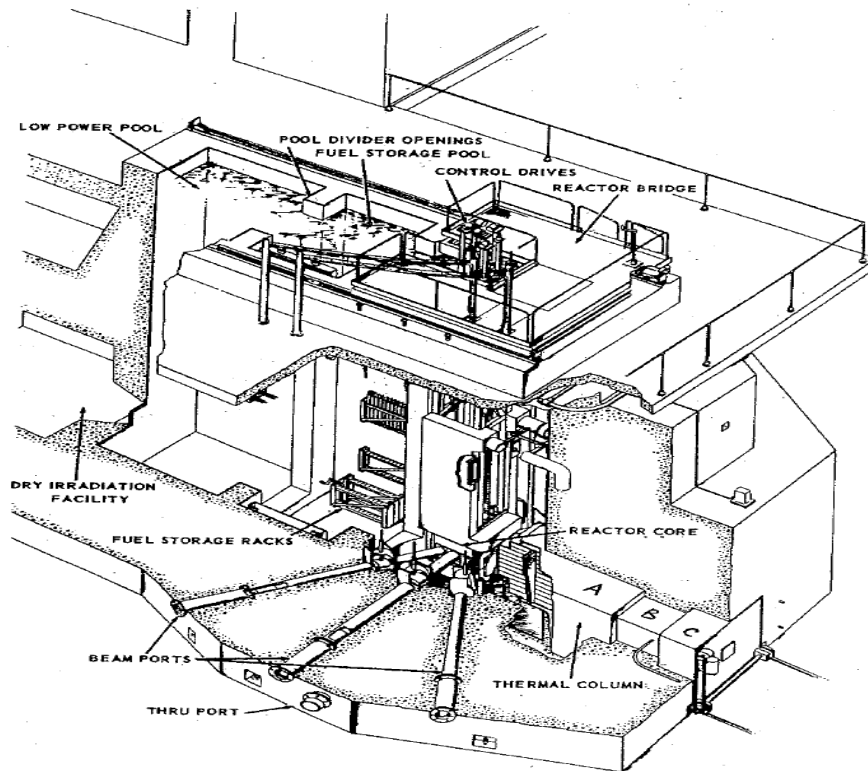 LOW POWER POOL
POOL DIVIDER OPENINGS
FUEL STORAGE POOL
CONTROL DRIVES
REACTOR BRIDGE
DRY IRRADIATION
FACILITY
FUEL STORAGE RACKS
REACTOR CORE
A
B
C
BEAM PORTS
THERMAL COLUMN
THRU PORT